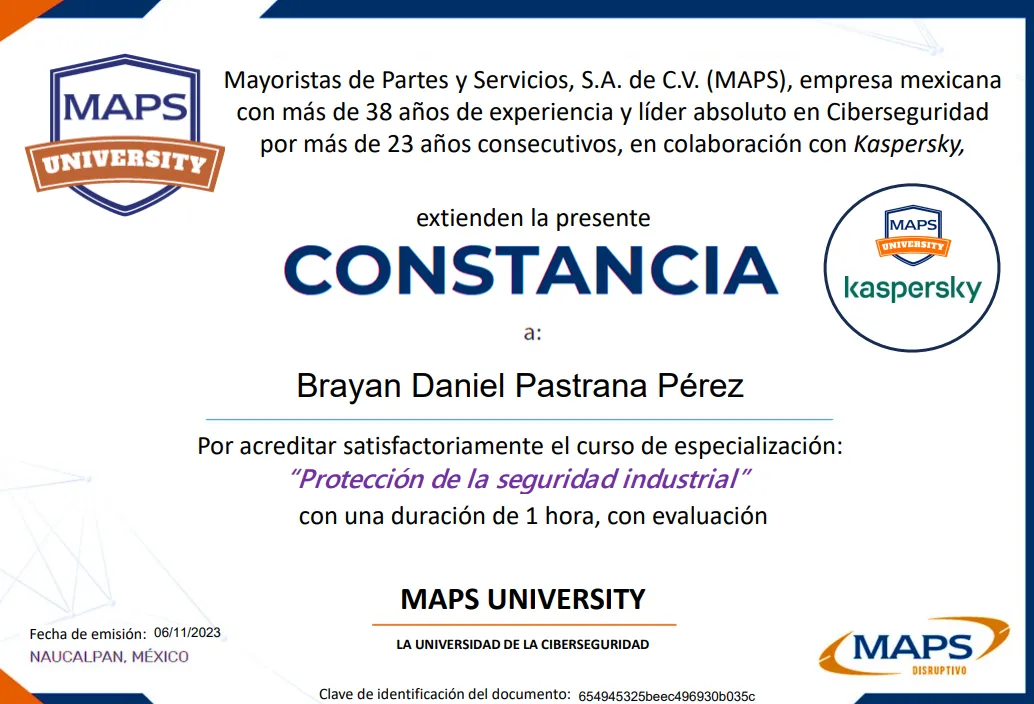 MAPS
UNIVERSITY
Mayoristas de Partes y Servicios, S.A. de C.V. (MAPS), empresa mexicana
con más de 38 años de experiencia y líder absoluto en Ciberseguridad
por más de 23 años consecutivos, en colaboración con Kaspersky,
extienden la presente
CONSTANCIA
MAPS
UNIVERSITY
kaspersky
a:
Brayan Daniel Pastrana Pérez
Por acreditar satisfactoriamente el curso de especialización:
“Protección de la seguridad industrial”
con una duración de 1 hora, con evaluación
MAPS UNIVERSITY
LA UNIVERSIDAD DE LA CIBERSEGURIDAD
Fecha de emisión: 06/11/2023
NAUCALPAN, MÉXICO
MAPS
DISRUPTIVO
Clave de identificación del documento: 654945325beec496930b035c